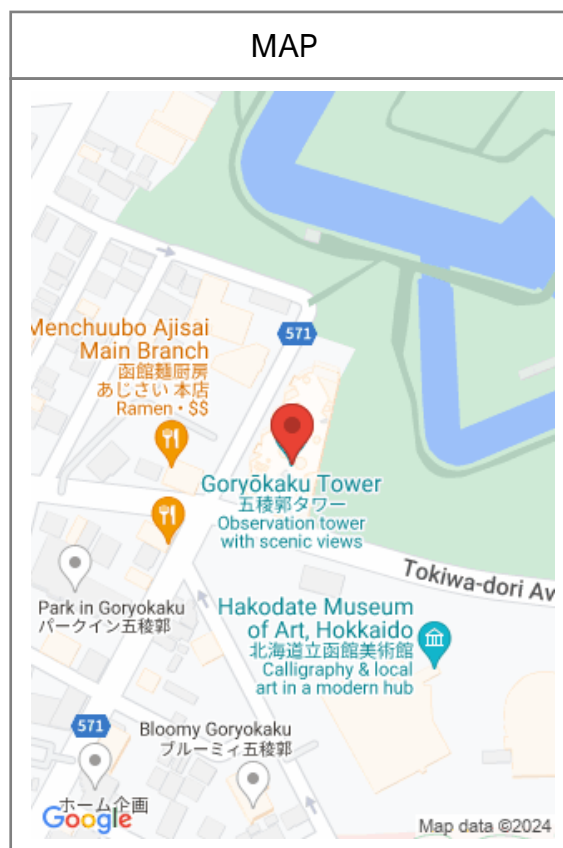 MAP
571
Menchuubo Ajisai
Main Branch
函館麺厨房
あじさい 本店
Ramen • $$
Goryōkaku Tower
五稜郭タワー
Observation tower
with scenic views
Tokiwa-dori Av
Park in Goryokaku
パークイン五稜郭
Hakodate Museum
of Art, Hokkaido
北海道立函館美術館
Calligraphy & local
art in a modern hub
571
Bloomy Goryokaku
ブルーミィ五稜郭
ホーム企画
Google
Map data ©2024